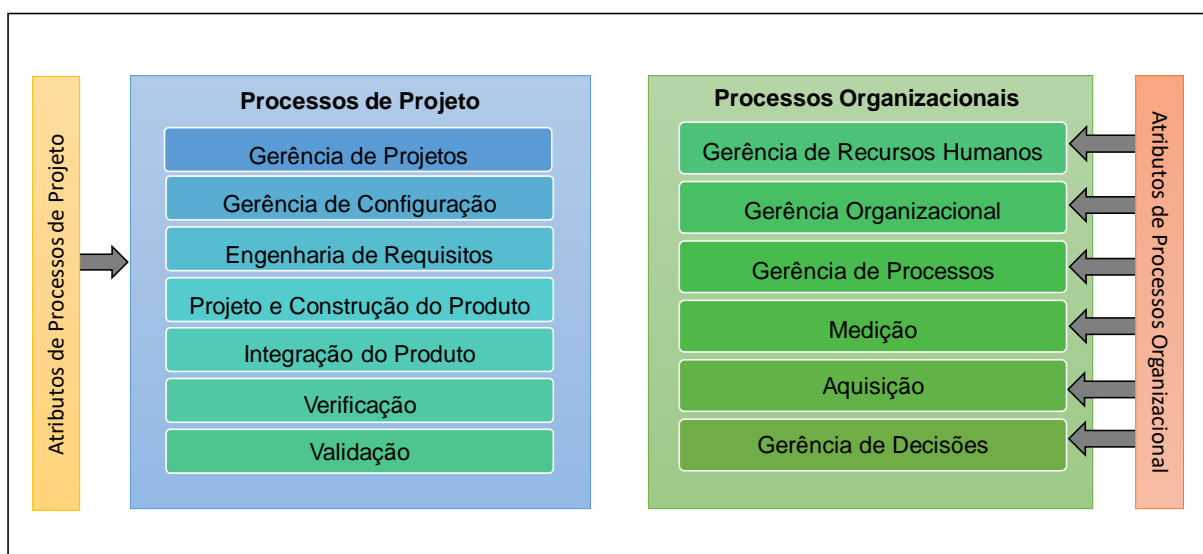 Atributos de Processos de Projeto
Processos de Projeto
Gerência de Projetos
Gerência de Configuração
Engenharia de Requisitos
Projeto e Construção do Produto
Integração do Produto
Verificação
Validação
Processos Organizacionais
Gerência de Recursos Humanos
Gerência Organizacional
Gerência de Processos
Medição
Aquisição
Gerência de Decisões
Atributos de Processos Organizacional